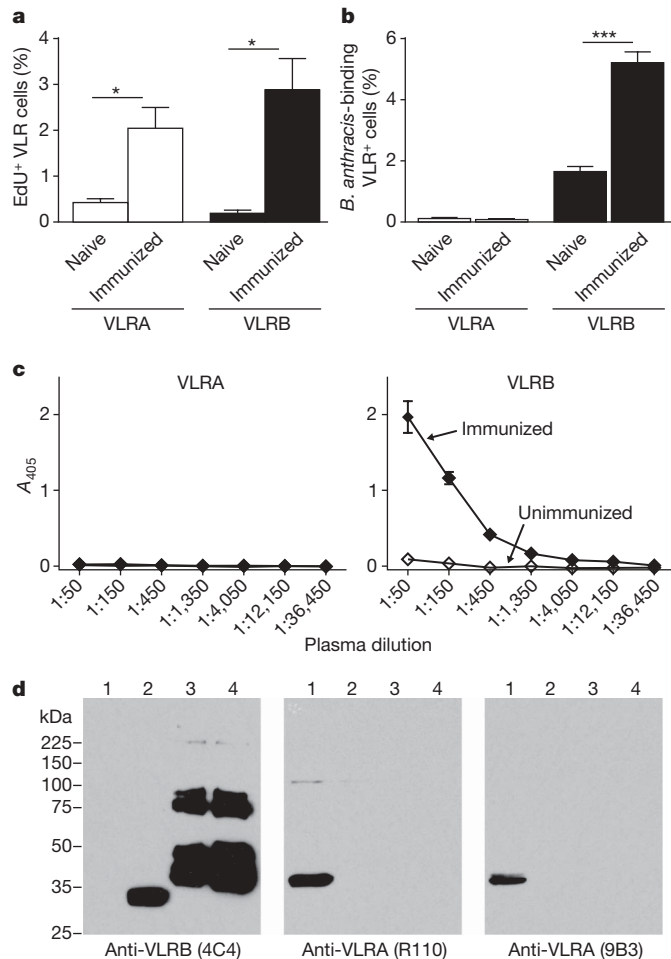 a
EdU⁺ VLR cells (%)
4
3
2
1
0
*
*
Naive
Immunized
Naive
Immunized
VLRA
VLRB
b
B. anthracis-binding
VLR⁺ cells (%)
6
4
2
0
***
Naive
Immunized
Naive
Immunized
VLRA
VLRB
c
VLRA
VLRB
A₄₀₅
2
1
0
2
1
0
Immunized
Unimmunized
1:50
1:150
1:450
1:1,350
1:4,050
1:12,150
1:36,450
1:50
1:150
1:450
1:1,350
1:4,050
1:12,150
1:36,450
Plasma dilution
d
1 2 3 4
1 2 3 4
1 2 3 4
kDa
225
150
100
75
50
35
25
Anti-VLRB (4C4)
Anti-VLRA (R110)
Anti-VLRA (9B3)